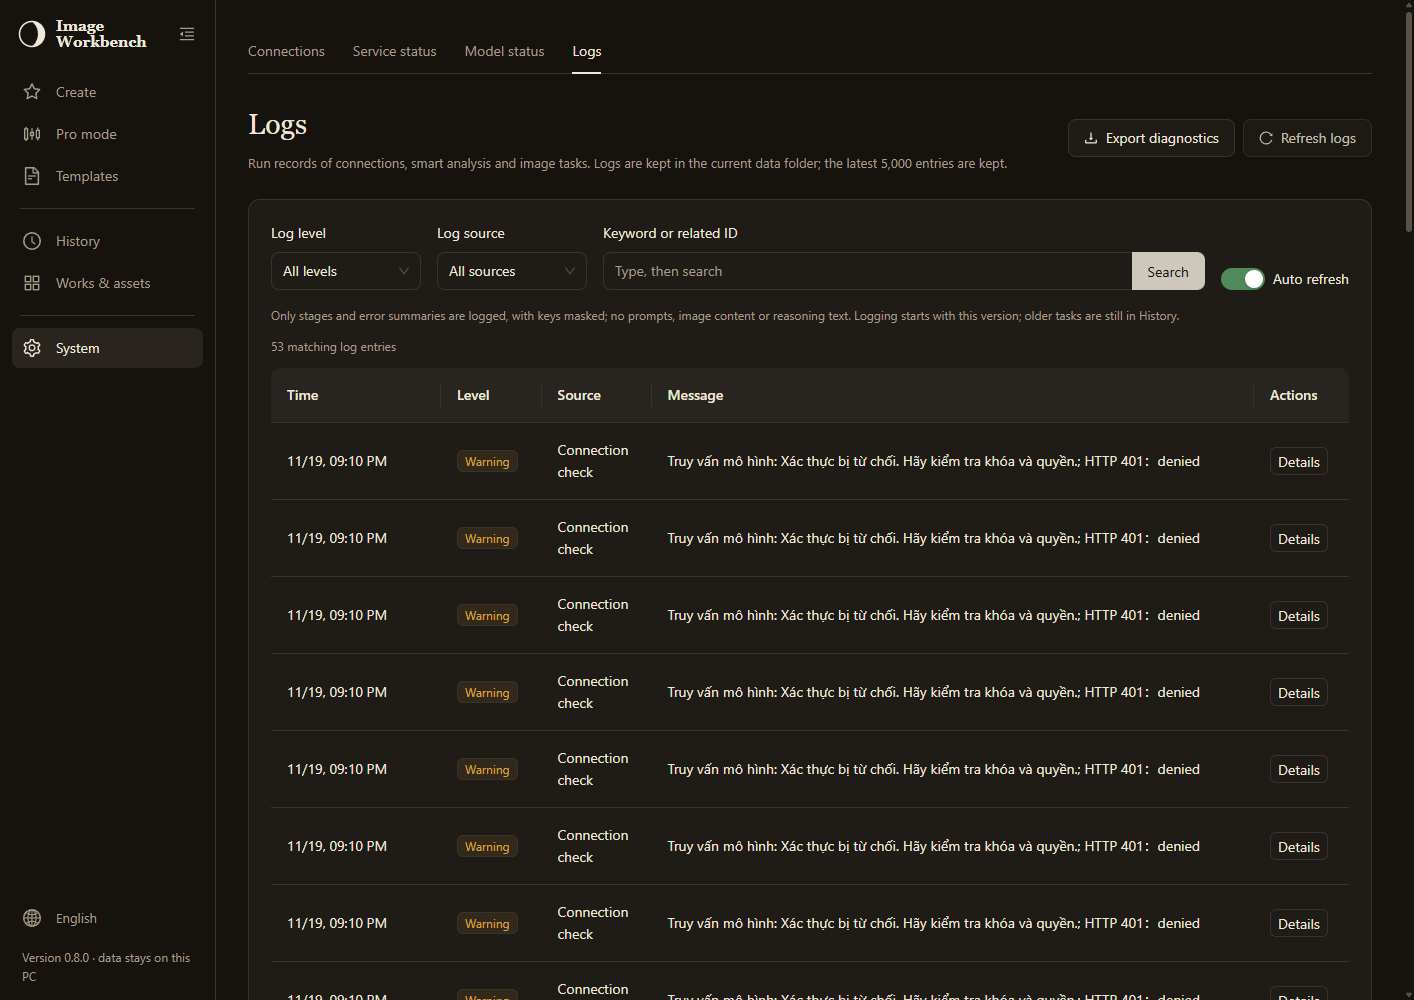 Image
Workbench
Create
Pro mode
Templates
History
Works & assets
System
English
Version 0.8.0 · data stays on this
PC
Connections
Service status
Model status
Logs
Logs
Run records of connections, smart analysis and image tasks. Logs are kept in the current data folder; the latest 5,000 entries are kept.
Export diagnostics
Refresh logs
Log level
Log source
Keyword or related ID
All levels
All sources
Type, then search
Search
Auto refresh
Only stages and error summaries are logged, with keys masked; no prompts, image content or reasoning text. Logging starts with this version; older tasks are still in History.
53 matching log entries
Time Level Source Message Actions
11/19, 09:10 PM Warning Connection check Truy vấn mô hình: Xác thực bị từ chối. Hãy kiểm tra khóa và quyền.; HTTP 401：denied Details
11/19, 09:10 PM Warning Connection check Truy vấn mô hình: Xác thực bị từ chối. Hãy kiểm tra khóa và quyền.; HTTP 401：denied Details
11/19, 09:10 PM Warning Connection check Truy vấn mô hình: Xác thực bị từ chối. Hãy kiểm tra khóa và quyền.; HTTP 401：denied Details
11/19, 09:10 PM Warning Connection check Truy vấn mô hình: Xác thực bị từ chối. Hãy kiểm tra khóa và quyền.; HTTP 401：denied Details
11/19, 09:10 PM Warning Connection check Truy vấn mô hình: Xác thực bị từ chối. Hãy kiểm tra khóa và quyền.; HTTP 401：denied Details
11/19, 09:10 PM Warning Connection check Truy vấn mô hình: Xác thực bị từ chối. Hãy kiểm tra khóa và quyền.; HTTP 401：denied Details
11/19, 09:10 PM Warning Connection check Truy vấn mô hình: Xác thực bị từ chối. Hãy kiểm tra khóa và quyền.; HTTP 401：denied Details
Connection